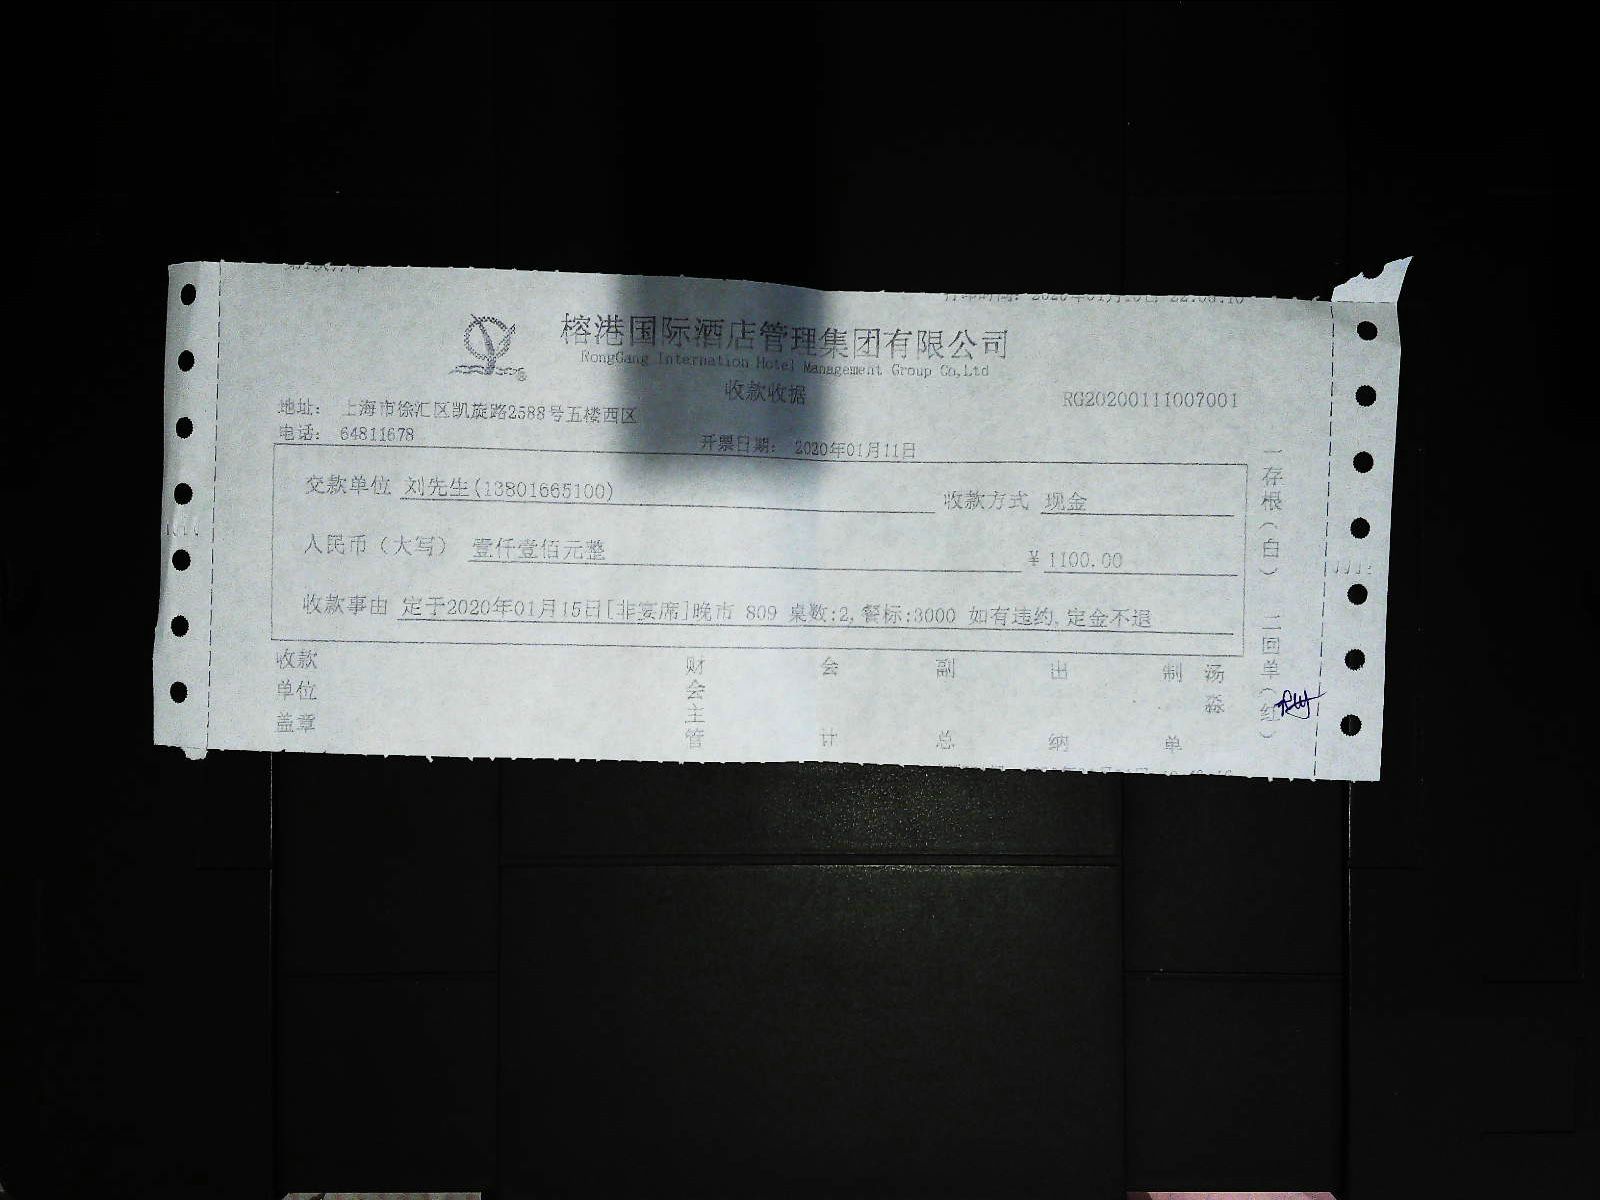 榕港国际酒店管理集团有限公司
RongGang Internation Hotel Management Group Co,Ltd
收款收据
RG20200111007001
地址: 上海市徐汇区凯旋路2588号五楼西区
电话: 64811678
开票日期: 2020年01月11日
交款单位 刘先生(13801665100) 收款方式 现金
人民币(大写) 壹仟壹佰元整 ¥1100.00
收款事由 定于2020年01月15日[非宴席]晚市 809 桌数:2,餐标:3000 如有违约,定金不退
收款单位盖章 财会主管 会计 副总 出纳 制单 汤淼
一存根(白) 二回单(红)